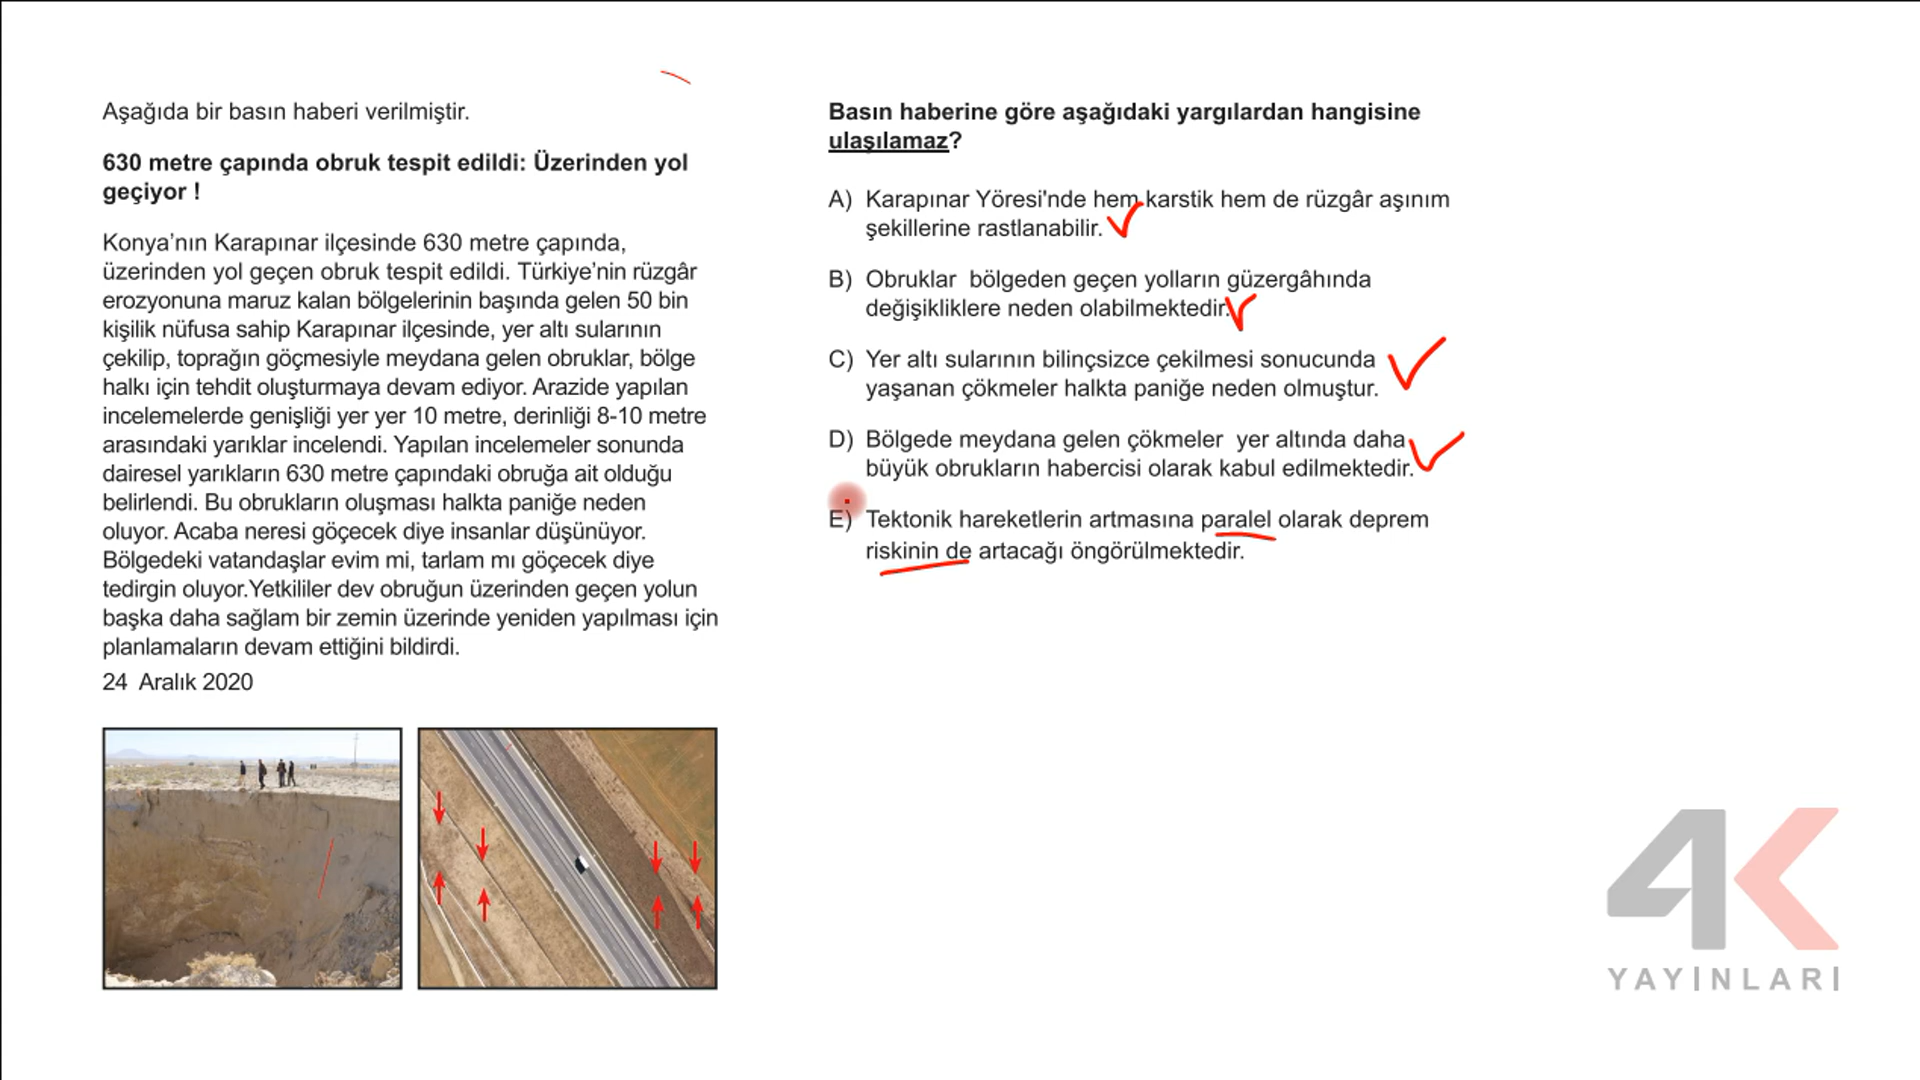 Aşağıda bir basın haberi verilmiştir.
630 metre çapında obruk tespit edildi: Üzerinden yol
geçiyor !
Konya’nın Karapınar ilçesinde 630 metre çapında,
üzerinden yol geçen obruk tespit edildi. Türkiye’nin rüzgâr
erozyonuna maruz kalan bölgelerinin başında gelen 50 bin
kişilik nüfusa sahip Karapınar ilçesinde, yer altı sularının
çekilip, toprağın göçmesiyle meydana gelen obruklar, bölge
halkı için tehdit oluşturmaya devam ediyor. Arazide yapılan
incelemelerde genişliği yer yer 10 metre, derinliği 8-10 metre
arasındaki yarıklar incelendi. Yapılan incelemeler sonunda
dairesel yarıkların 630 metre çapındaki obruğa ait olduğu
belirlendi. Bu obrukların oluşması halkta paniğe neden
oluyor. Acaba neresi göçecek diye insanlar düşünüyor.
Bölgedeki vatandaşlar evim mi, tarlam mı göçecek diye
tedirgin oluyor.Yetkililer dev obruğun üzerinden geçen yolun
başka daha sağlam bir zemin üzerinde yeniden yapılması için
planlamaların devam ettiğini bildirdi.
24 Aralık 2020
Basın haberine göre aşağıdaki yargılardan hangisine
ulaşılamaz?
A) Karapınar Yöresi'nde hem karstik hem de rüzgâr aşınım
şekillerine rastlanabilir.
B) Obruklar bölgeden geçen yolların güzergâhında
değişikliklere neden olabilmektedir.
C) Yer altı sularının bilinçsizce çekilmesi sonucunda
yaşanan çökmeler halkta paniğe neden olmuştur.
D) Bölgede meydana gelen çökmeler yer altında daha
büyük obrukların habercisi olarak kabul edilmektedir.
E) Tektonik hareketlerin artmasına paralel olarak deprem
riskinin de artacağı öngörülmektedir.
4K
YAYINLARI